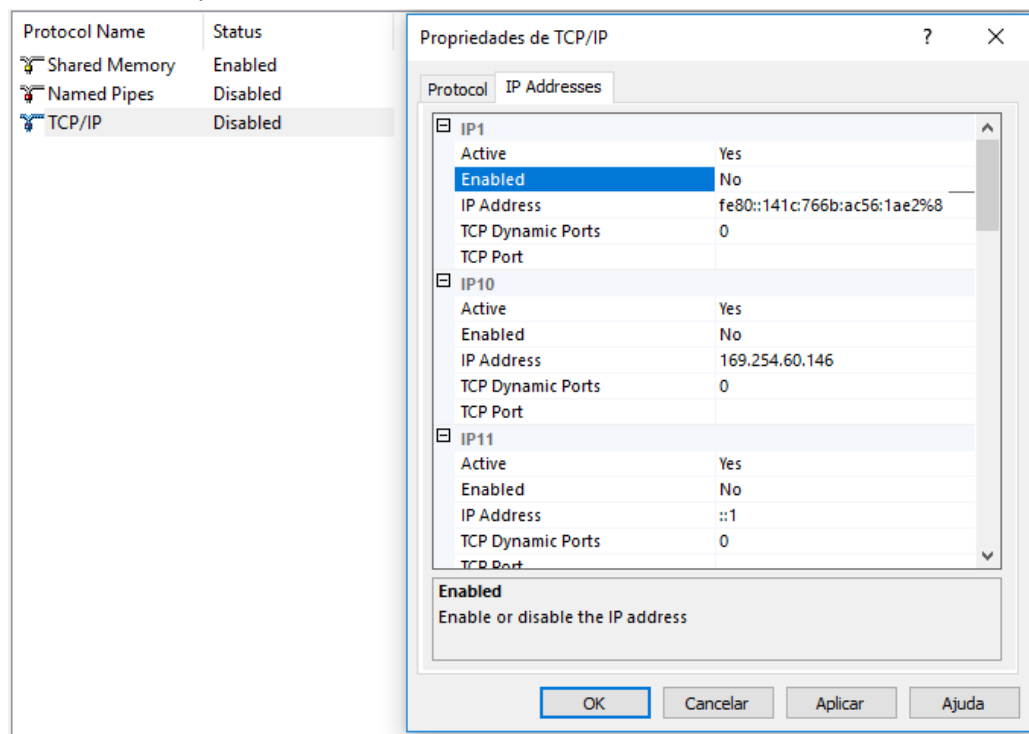 Protocol Name Status
Shared Memory Enabled
Named Pipes Disabled
TCP/IP Disabled
Propriedades de TCP/IP ? ×
Protocol IP Addresses
IP1
Active Yes
Enabled No
IP Address fe80::141c:766b:ac56:1ae2%8
TCP Dynamic Ports 0
TCP Port
IP10
Active Yes
Enabled No
IP Address 169.254.60.146
TCP Dynamic Ports 0
TCP Port
IP11
Active Yes
Enabled No
IP Address ::1
TCP Dynamic Ports 0
TCP Port
Enabled
Enable or disable the IP address
OK Cancelar Aplicar Ajuda